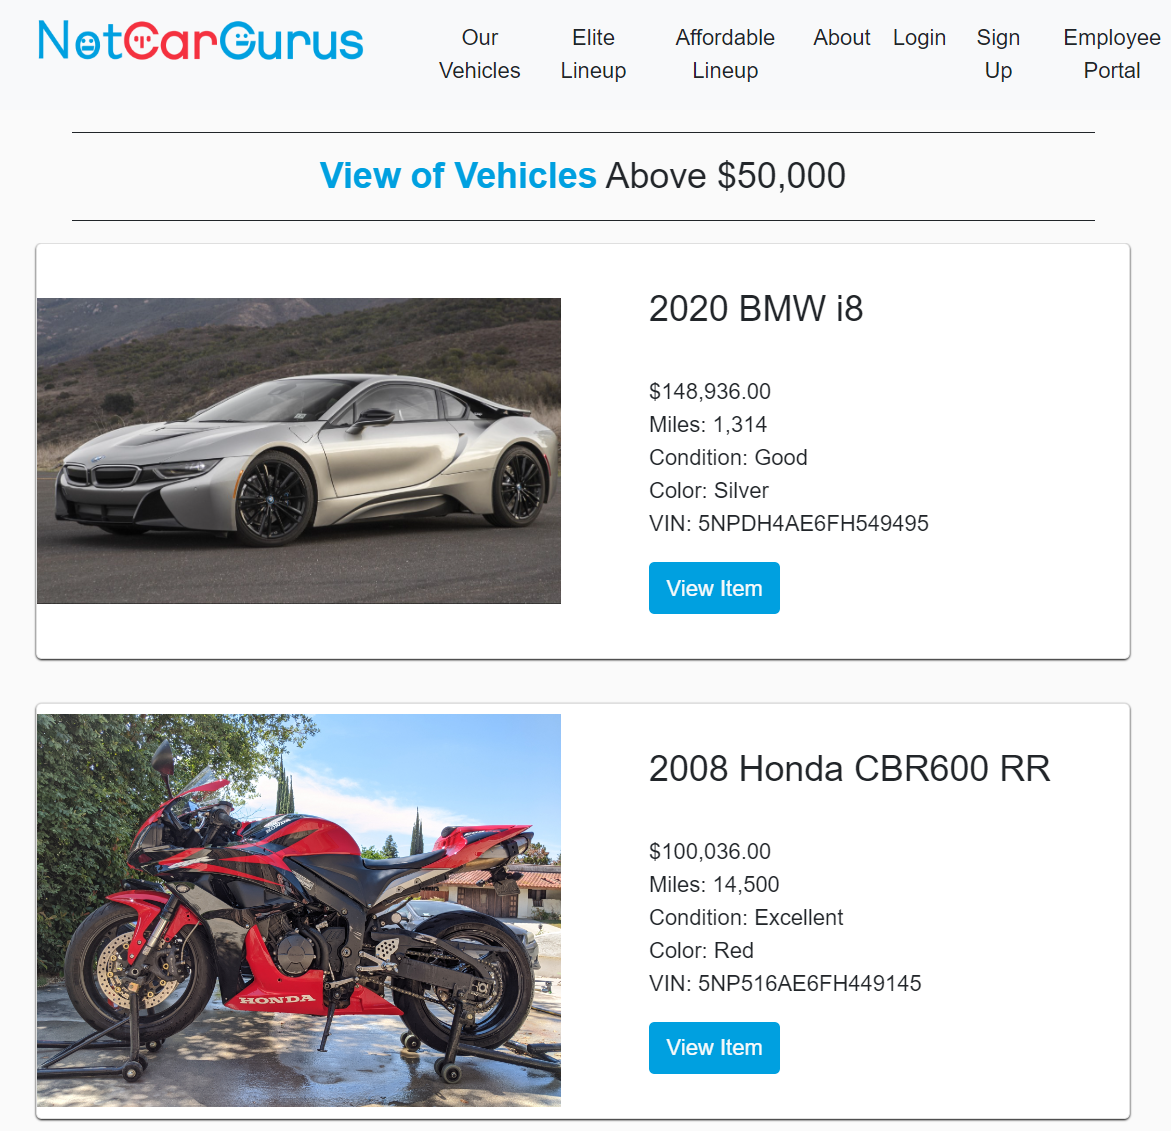 NotCarGurus
Our Vehicles
Elite Lineup
Affordable Lineup
About
Login
Sign Up
Employee Portal
View of Vehicles Above $50,000
2020 BMW i8
$148,936.00
Miles: 1,314
Condition: Good
Color: Silver
VIN: 5NPDH4AE6FH549495
View Item
HONDA
2008 Honda CBR600 RR
$100,036.00
Miles: 14,500
Condition: Excellent
Color: Red
VIN: 5NP516AE6FH449145
View Item